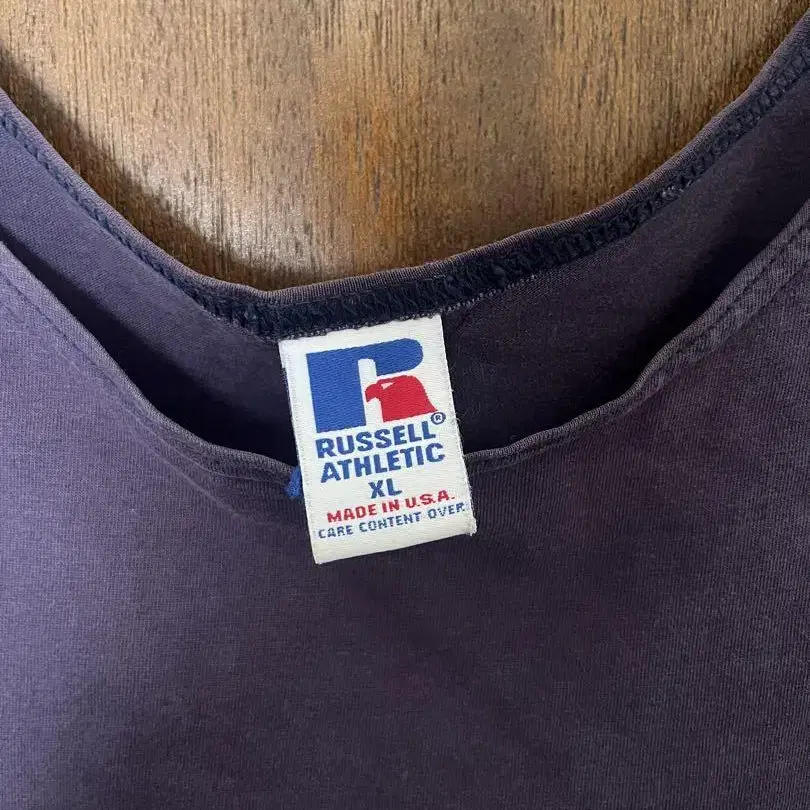 R
®
RUSSELL
ATHLETIC
XL
MADE IN U.S.A.
CARE CONTENT OVER